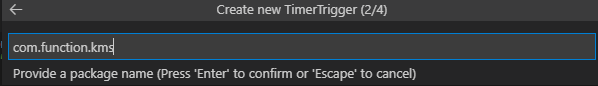 Create new TimerTrigger (2/4)
com.function.kms
Provide a package name (Press 'Enter' to confirm or 'Escape' to cancel)